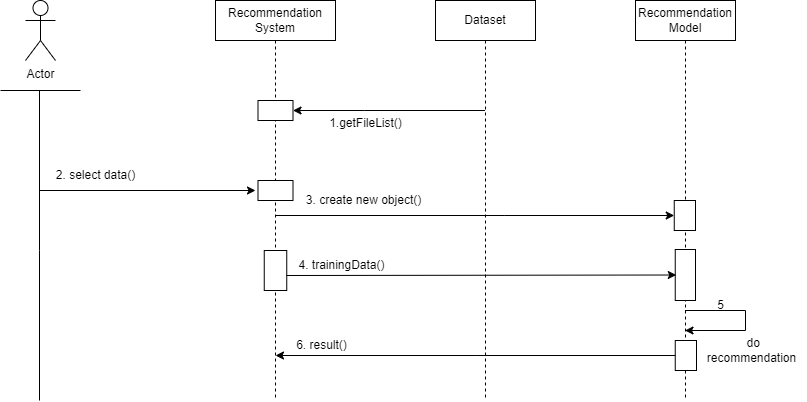 Recommendation
System
Dataset
Recommendation
Model
Actor
1.getFileList()
2. select data()
3. create new object()
4. trainingData()
5
do
recommendation
6. result()